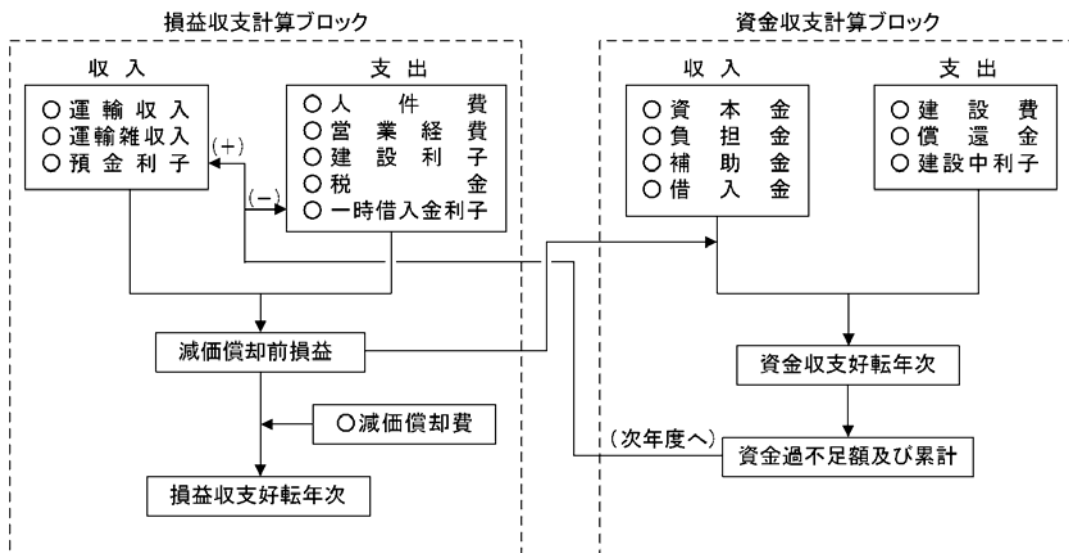 損益収支計算ブロック
収入
○運輸収入
○運輸雑収入
○預金利子
(+)
支出
○人件費
○営業経費
○建設利子
○税金
○一時借入金利子
(-)
減価償却前損益
○減価償却費
損益収支好転年次
資金収支計算ブロック
収入
○資本金
○負担金
○補助金
○借入金
支出
○建設費
○償還金
○建設中利子
資金収支好転年次
(次年度へ)
資金過不足額及び累計